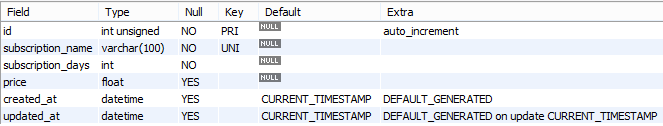 Field Type Null Key Default Extra
id int unsigned NO PRI NULL auto_increment
subscription_name varchar(100) NO UNI NULL
subscription_days int NO NULL
price float YES NULL
created_at datetime YES CURRENT_TIMESTAMP DEFAULT_GENERATED
updated_at datetime YES CURRENT_TIMESTAMP DEFAULT_GENERATED on update CURRENT_TIMESTAMP